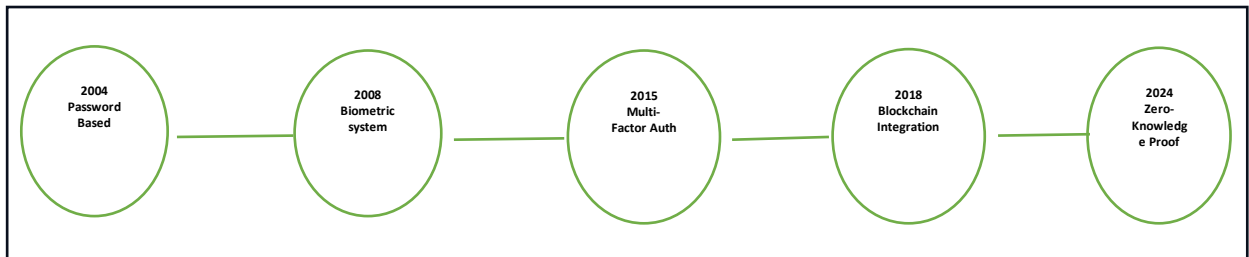 2004
Password
Based
2008
Biometric
system
2015
Multi-
Factor Auth
2018
Blockchain
Integration
2024
Zero-
Knowledg
e Proof